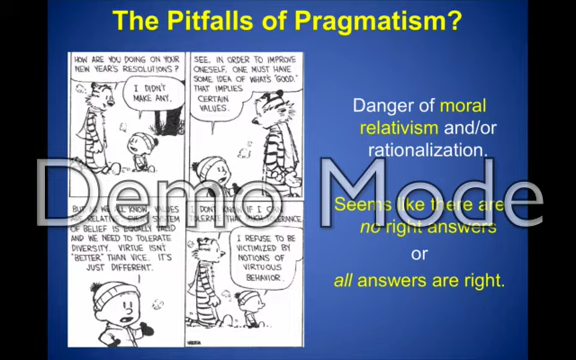 The Pitfalls of Pragmatism?
HOW ARE YOU DOING ON YOUR
NEW YEAR'S RESOLUTIONS?
I DIDN'T
MAKE ANY.
SEE, IN ORDER TO IMPROVE
ONESELF, ONE MUST HAVE
SOME IDEA OF WHAT'S "GOOD."
THAT IMPLIES
CERTAIN
VALUES.
BUT AS WE ALL KNOW, VALUES
ARE RELATIVE. EVERY SYSTEM
OF BELIEF IS EQUALLY VALID
AND WE NEED TO TOLERATE
DIVERSITY. VIRTUE ISN'T
"BETTER" THAN VICE. IT'S
JUST DIFFERENT.
I DON'T KNOW IF I CAN
TOLERATE THAT MUCH TOLERANCE.
I REFUSE TO BE
VICTIMIZED BY
NOTIONS OF
VIRTUOUS
BEHAVIOR.
Danger of moral
relativism and/or
rationalization.
Seems like there are
no right answers
or
all answers are right.
Demo Mode